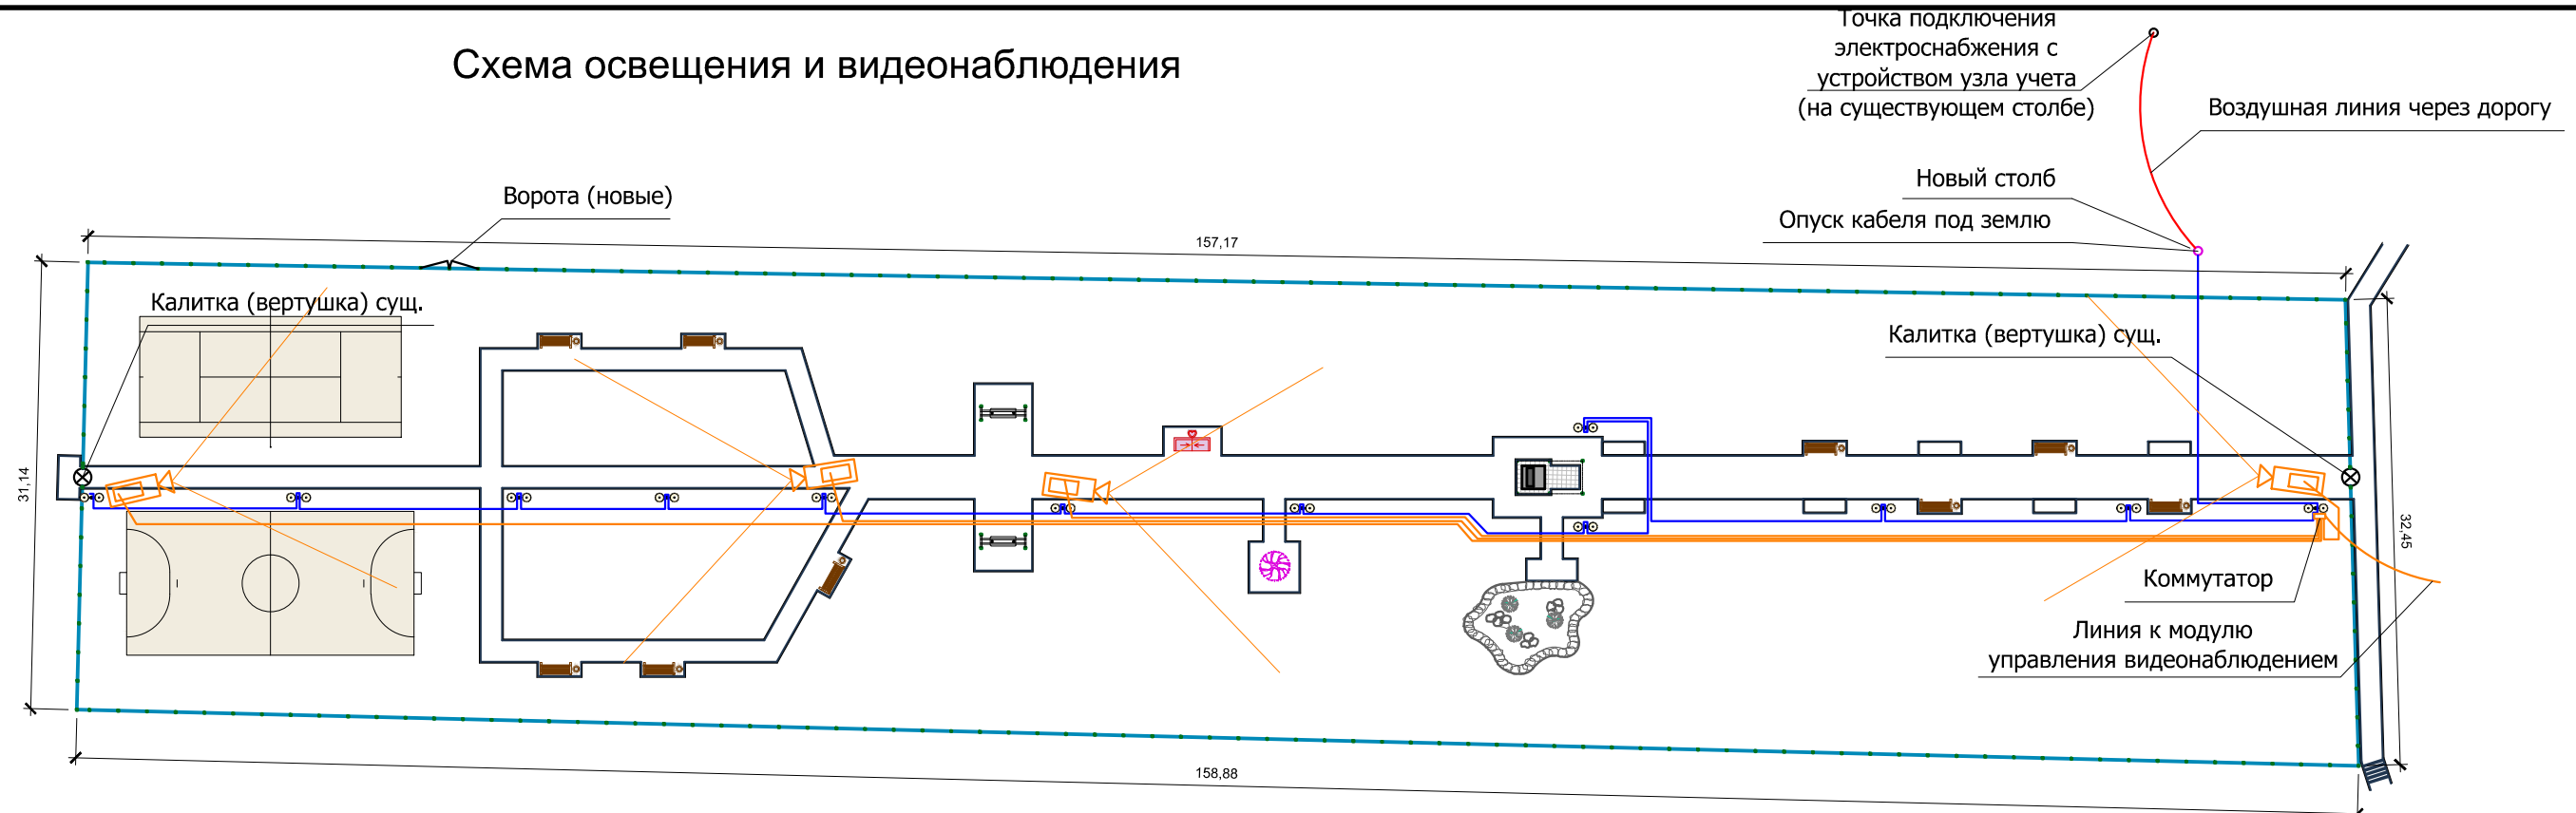 Точка подключения
электроснабжения с
устройством узла учета
(на существующем столбе)
Схема освещения и видеонаблюдения
Воздушная линия через дорогу
Новый столб
Опуск кабеля под землю
Ворота (новые)
157,17
Калитка (вертушка) сущ.
Калитка (вертушка) сущ.
31,14
32,45
Коммутатор
Линия к модулю
управления видеонаблюдением
158,88